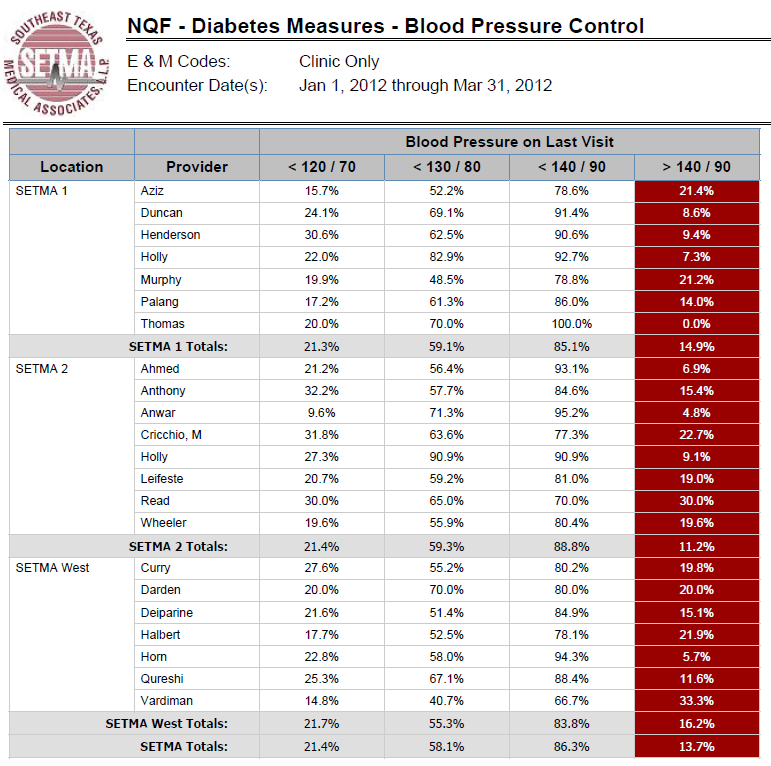 SOUTHEAST TEXAS
SETMA
MEDICAL ASSOCIATES, L.L.P.
NQF - Diabetes Measures - Blood Pressure Control
E & M Codes: Clinic Only
Encounter Date(s): Jan 1, 2012 through Mar 31, 2012
Blood Pressure on Last Visit
Location Provider < 120 / 70 < 130 / 80 < 140 / 90 > 140 / 90
SETMA 1 Aziz 15.7% 52.2% 78.6% 21.4%
Duncan 24.1% 69.1% 91.4% 8.6%
Henderson 30.6% 62.5% 90.6% 9.4%
Holly 22.0% 82.9% 92.7% 7.3%
Murphy 19.9% 48.5% 78.8% 21.2%
Palang 17.2% 61.3% 86.0% 14.0%
Thomas 20.0% 70.0% 100.0% 0.0%
SETMA 1 Totals: 21.3% 59.1% 85.1% 14.9%
SETMA 2 Ahmed 21.2% 56.4% 93.1% 6.9%
Anthony 32.2% 57.7% 84.6% 15.4%
Anwar 9.6% 71.3% 95.2% 4.8%
Cricchio, M 31.8% 63.6% 77.3% 22.7%
Holly 27.3% 90.9% 90.9% 9.1%
Leifeste 20.7% 59.2% 81.0% 19.0%
Read 30.0% 65.0% 70.0% 30.0%
Wheeler 19.6% 55.9% 80.4% 19.6%
SETMA 2 Totals: 21.4% 59.3% 88.8% 11.2%
SETMA West Curry 27.6% 55.2% 80.2% 19.8%
Darden 20.0% 70.0% 80.0% 20.0%
Deiparine 21.6% 51.4% 84.9% 15.1%
Halbert 17.7% 52.5% 78.1% 21.9%
Horn 22.8% 58.0% 94.3% 5.7%
Qureshi 25.3% 67.1% 88.4% 11.6%
Vardiman 14.8% 40.7% 66.7% 33.3%
SETMA West Totals: 21.7% 55.3% 83.8% 16.2%
SETMA Totals: 21.4% 58.1% 86.3% 13.7%